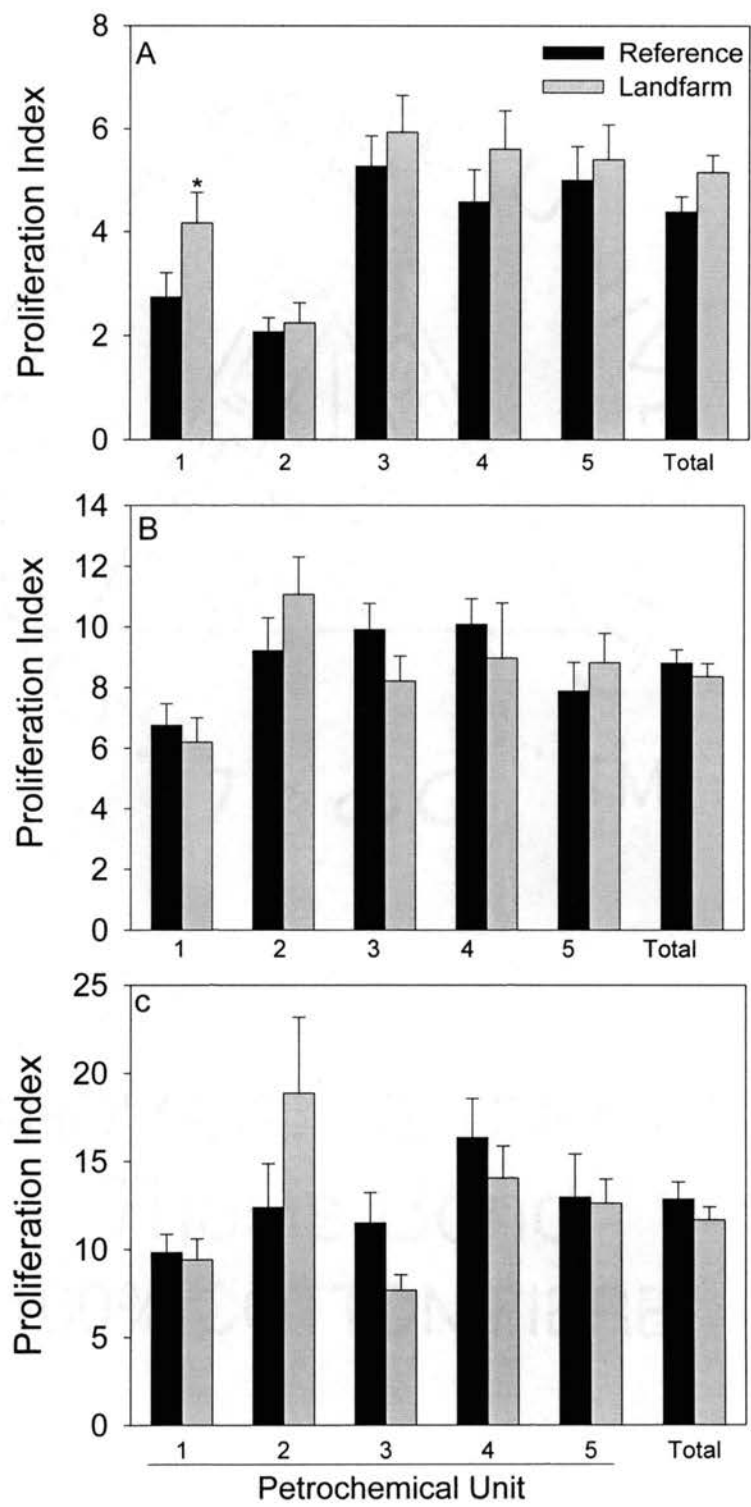 8
A
Reference
Landfarm
6
*
4
2
0
Proliferation Index
1 2 3 4 5 Total
14
B
12
10
8
6
4
2
0
Proliferation Index
1 2 3 4 5 Total
25
c
20
15
10
5
0
Proliferation Index
1 2 3 4 5 Total
Petrochemical Unit